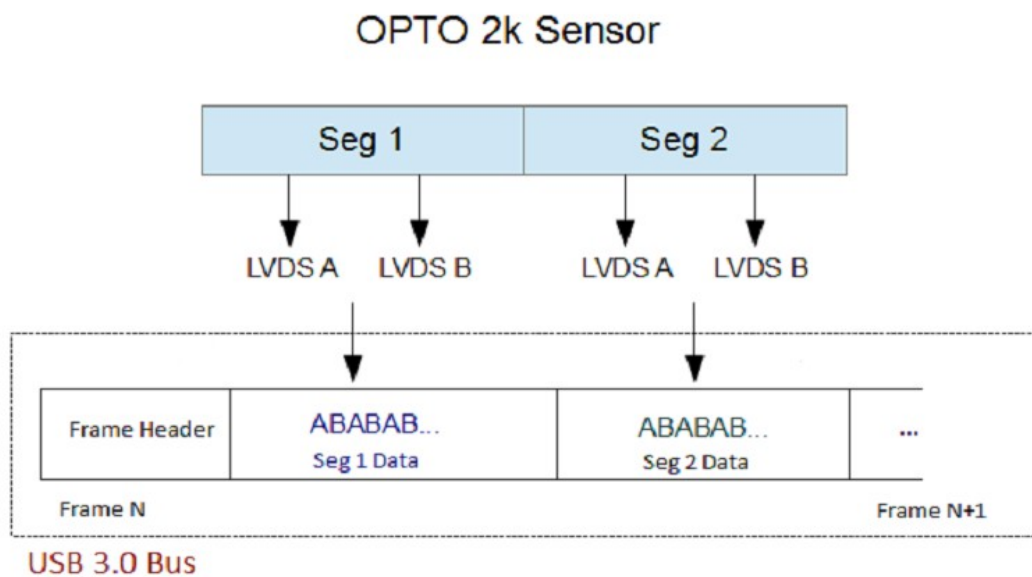 OPTO 2k Sensor
Seg 1 Seg 2
LVDS A LVDS B LVDS A LVDS B
Frame Header ABABAB... ABABAB... ...
Seg 1 Data Seg 2 Data
Frame N Frame N+1
USB 3.0 Bus